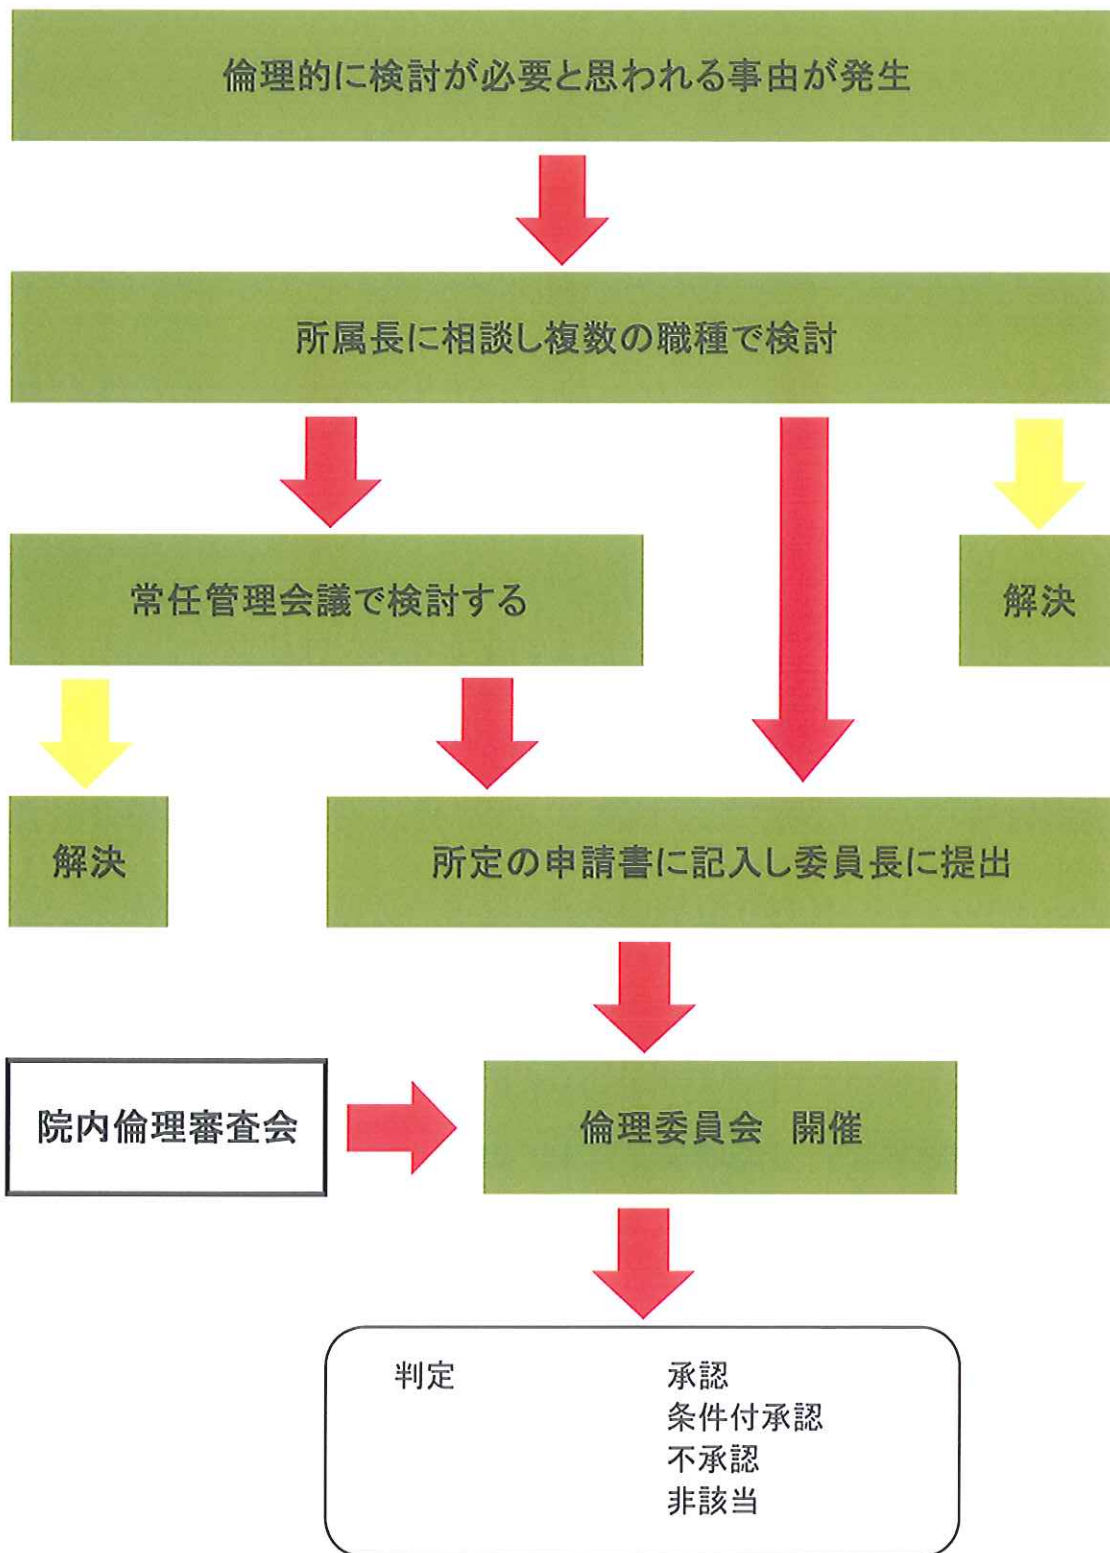 倫理的に検討が必要と思われる事由が発生
所属長に相談し複数の職種で検討
常任管理会議で検討する
解決
解決
所定の申請書に記入し委員長に提出
院内倫理審査会
倫理委員会 開催
判定 承認
条件付承認
不承認
非該当